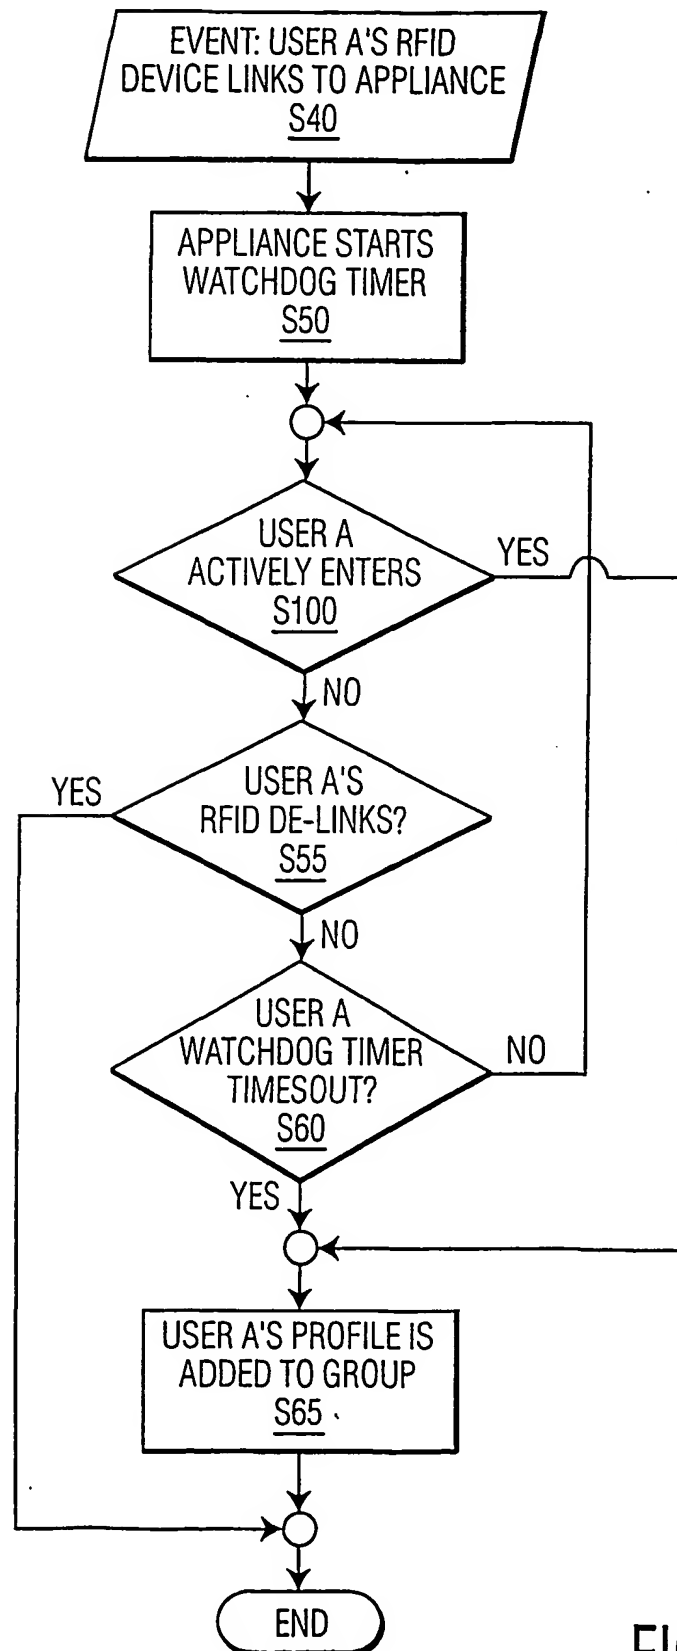 EVENT: USER A'S RFID
DEVICE LINKS TO APPLIANCE
S40
APPLIANCE STARTS
WATCHDOG TIMER
S50
USER A
ACTIVELY ENTERS
S100
YES
NO
USER A'S
RFID DE-LINKS?
S55
YES
NO
USER A
WATCHDOG TIMER
TIMESOUT?
S60
NO
YES
USER A'S PROFILE IS
ADDED TO GROUP
S65
END